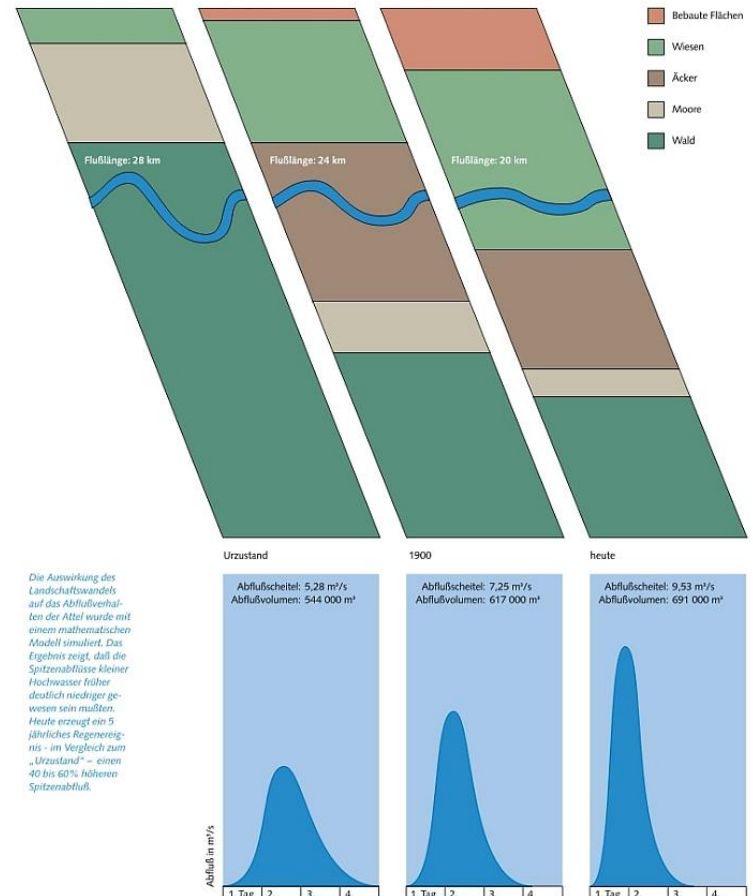 Bebaute Flächen
Wiesen
Äcker
Moore
Wald
Flußlänge: 28 km
Flußlänge: 24 km
Flußlänge: 20 km
Urzustand
1900
heute
Die Auswirkung des
Landschaftswandels
auf das Abflußverhal-
ten der Attel wurde mit
einem mathematischen
Modell simuliert. Das
Ergebnis zeigt, daß die
Spitzenabflüsse kleiner
Hochwasser früher
deutlich niedriger ge-
wesen sein mußten.
Heute erzeugt ein 5
jährliches Regenereig-
nis - im Vergleich zum
„Urzustand“ – einen
40 bis 60% höheren
Spitzenabfluß.
Abfluß in m³/s
Abflußscheitel: 5,28 m³/s
Abflußvolumen: 544 000 m³
1. Tag 2. 3. 4.
Abflußscheitel: 7,25 m³/s
Abflußvolumen: 617 000 m³
1. Tag 2. 3. 4.
Abflußscheitel: 9,53 m³/s
Abflußvolumen: 691 000 m³
1. Tag 2. 3. 4.